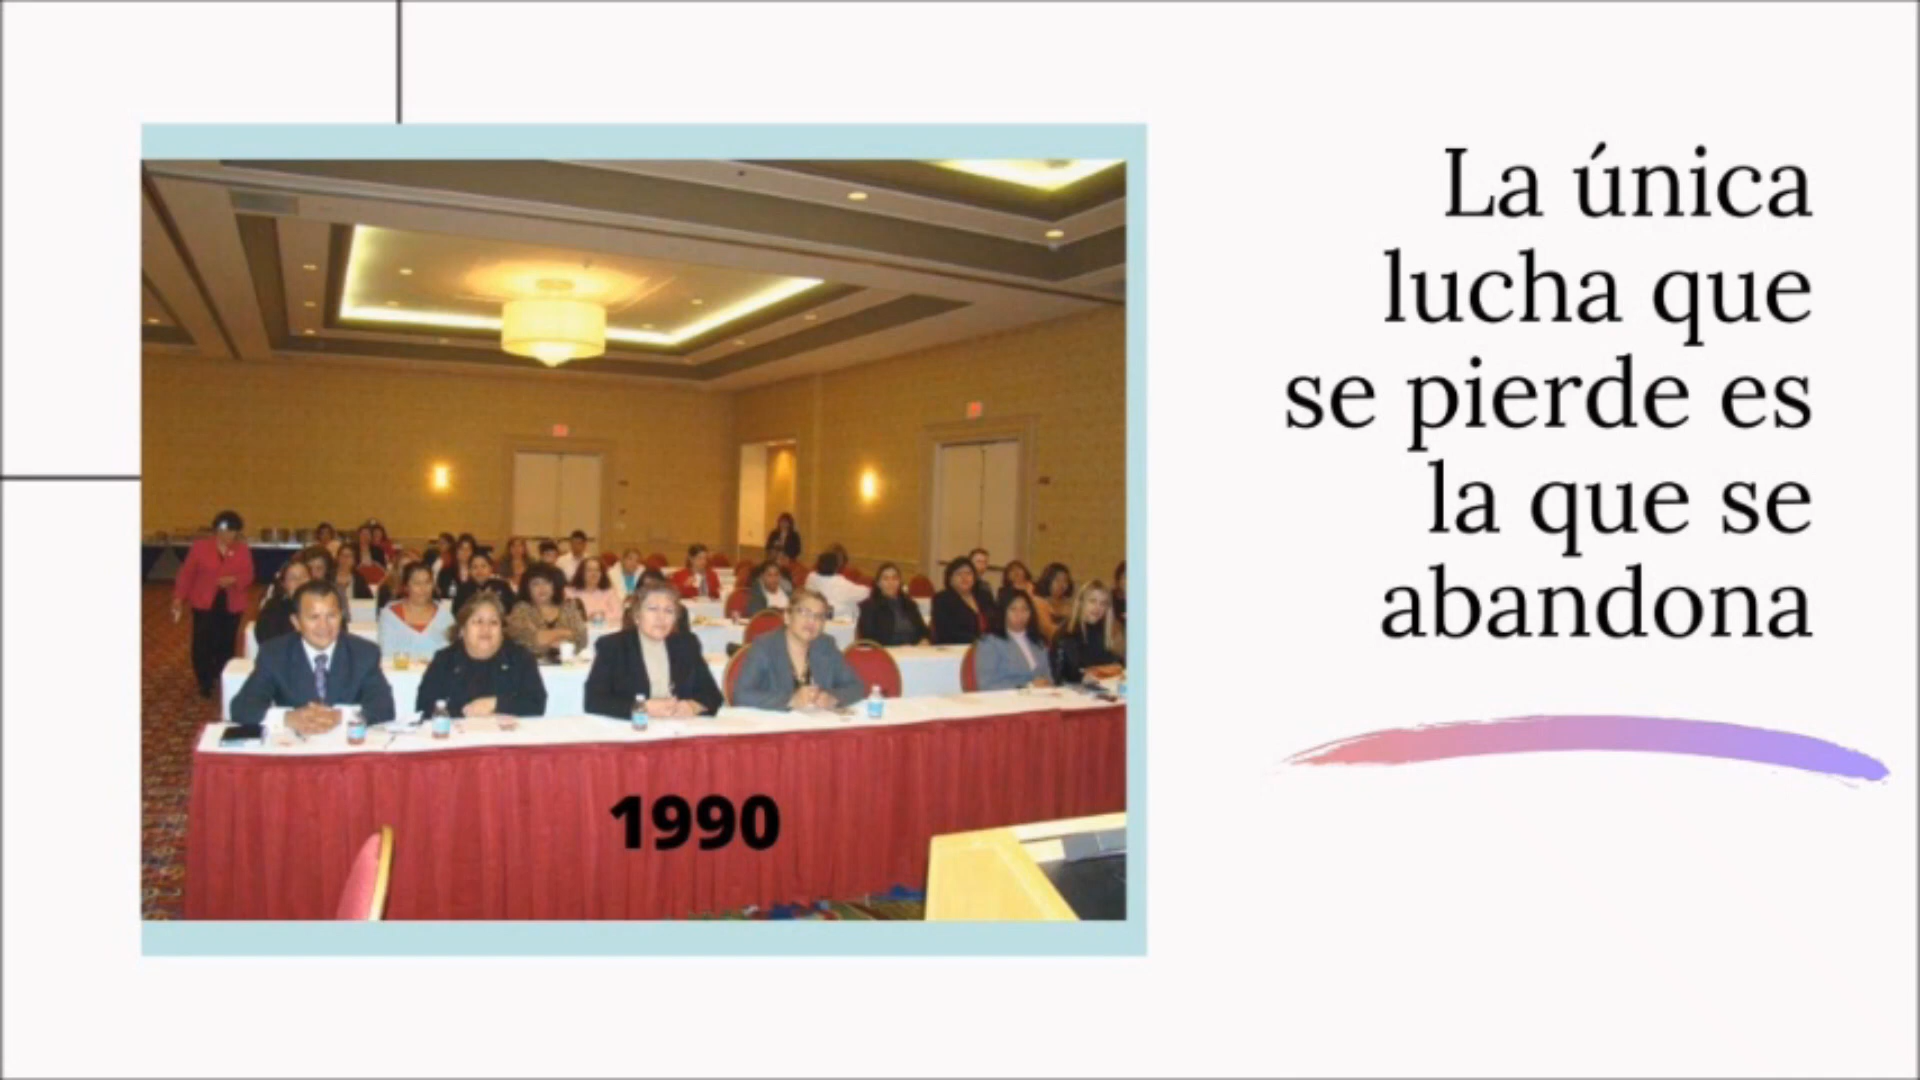 La única
lucha que
se pierde es
la que se
abandona
1990